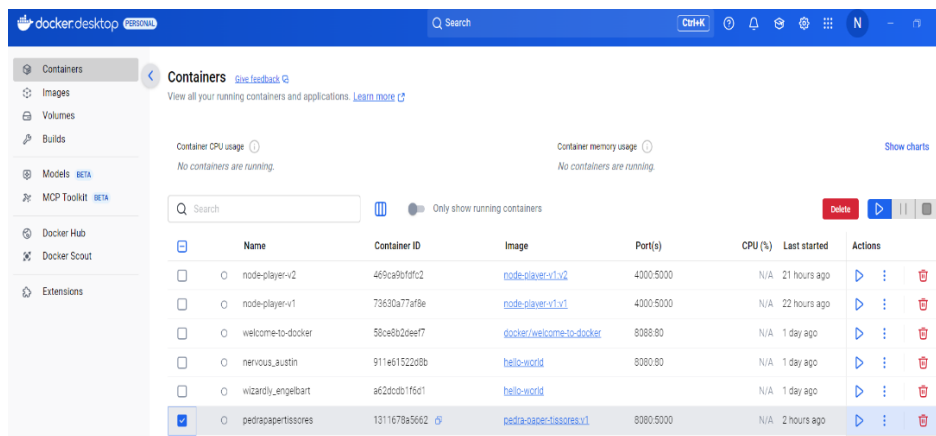 docker.desktop PERSONAL Search Ctrl+K N
Containers
Images
Volumes
Builds
Models BETA
MCP Toolkit BETA
Docker Hub
Docker Scout
Extensions
Containers Give feedback
View all your running containers and applications. Learn more
Container CPU usage Container memory usage Show charts
No containers are running. No containers are running.
Search Only show running containers Delete
Name Container ID Image Port(s) CPU (%) Last started Actions
node-player-v2 469ca9bfdfc2 node-player-v1:v2 4000:5000 N/A 21 hours ago
node-player-v1 73630a77af8e node-player-v1:v1 4000:5000 N/A 22 hours ago
welcome-to-docker 58ce8b2deef7 docker/welcome-to-docker 8088:80 N/A 1 day ago
nervous_austin 911e61522d8b hello-world 8080:80 N/A 1 day ago
wizardly_engelbart a62dcdb1f6d1 hello-world N/A 1 day ago
pedrapapertissores 1311678a5662 pedra-paper-tissores:v1 8080:5000 N/A 2 hours ago